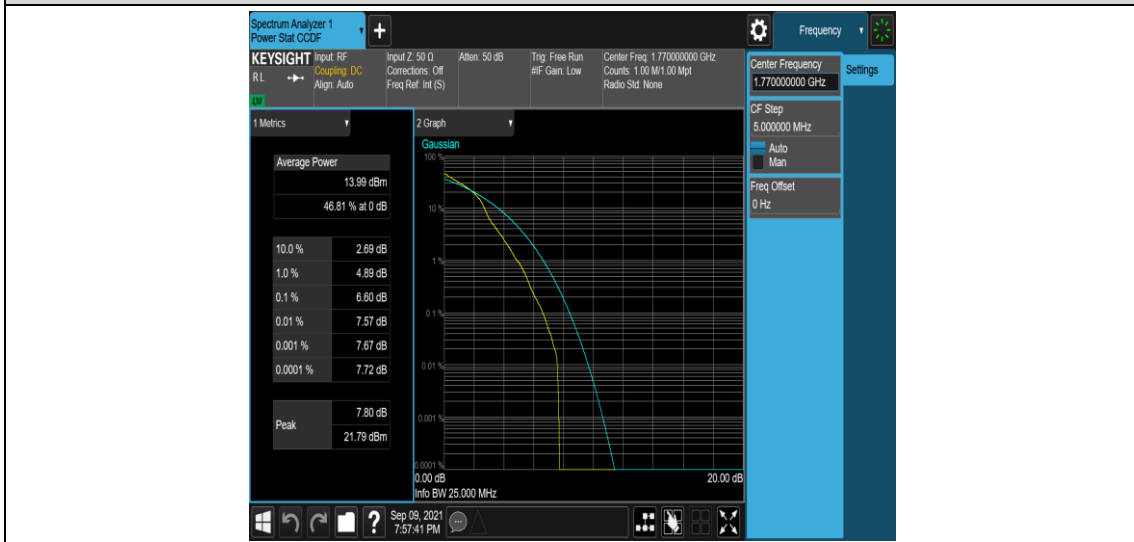 Spectrum Analyzer 1
Power Stat CCDF
+
Frequency
KEYSIGHT
RL
LXI
Input: RF
Coupling: DC
Align: Auto
Input Z: 50 Ω
Corrections: Off
Freq Ref: Int (S)
Atten: 50 dB
Trig: Free Run
#IF Gain: Low
Center Freq: 1.770000000 GHz
Counts: 1.00 M/1.00 Mpt
Radio Std: None
Center Frequency
1.770000000 GHz
Settings
CF Step
5.000000 MHz
Auto
Man
Freq Offset
0 Hz
1 Metrics
Average Power
13.99 dBm
46.81 % at 0 dB
10.0 % 2.69 dB
1.0 % 4.89 dB
0.1 % 6.60 dB
0.01 % 7.57 dB
0.001 % 7.67 dB
0.0001 % 7.72 dB
Peak 7.80 dB
21.79 dBm
2 Graph
Gaussian
100 %
10 %
1 %
0.1 %
0.01 %
0.001 %
0.0001 %
0.00 dB 20.00 dB
Info BW 25.000 MHz
? Sep 09, 2021
7:57:41 PM